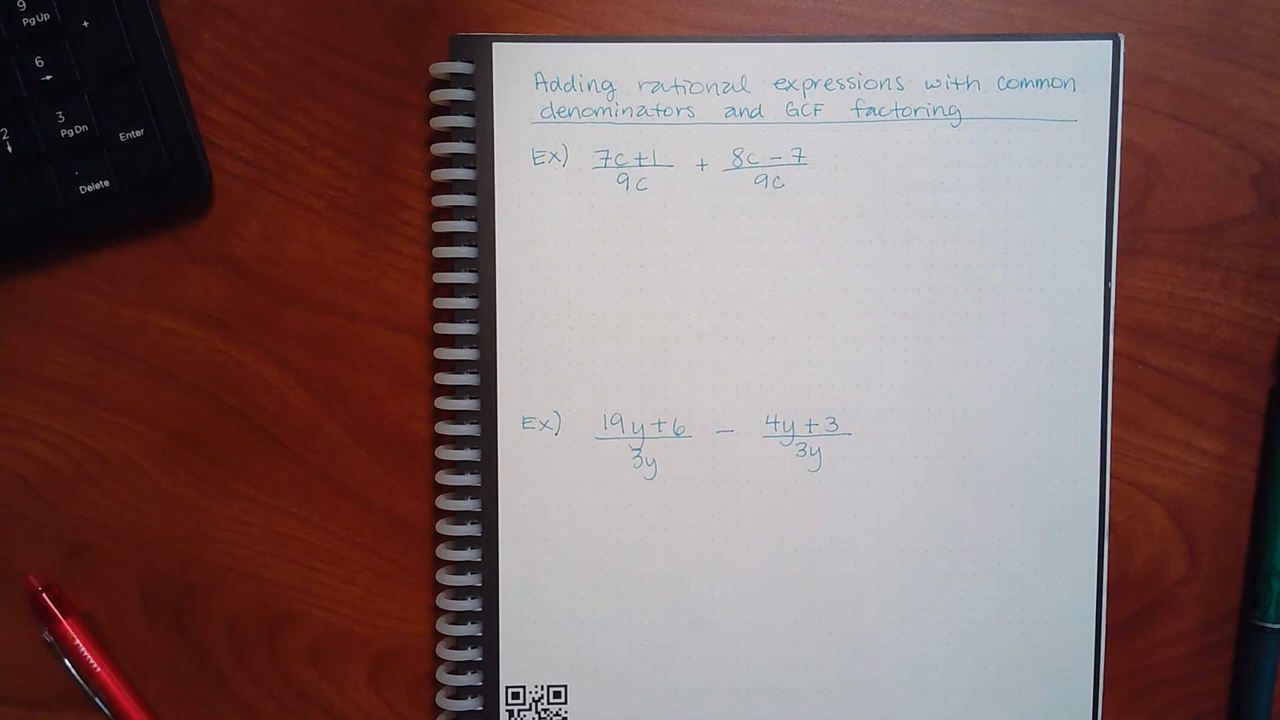 9
PgUp
+
6
→
3
PgDn
2
↓
Enter
.
Delete
Adding rational expressions with common
denominators and GCF factoring
Ex) 7c+1 + 8c-7
9c 9c
Ex) 19y+6 - 4y+3
3y 3y